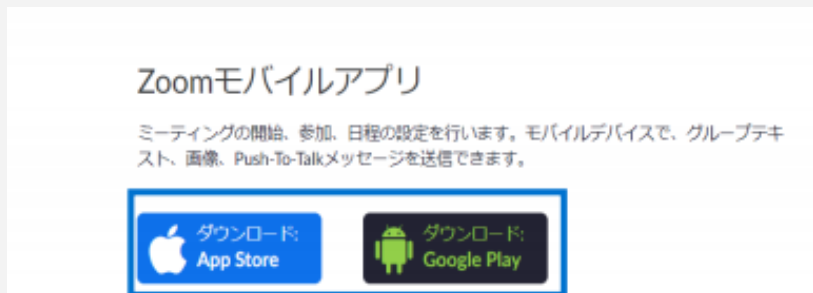 Zoomモバイルアプリ
ミーティングの開始、参加、日程の設定を行います。モバイルデバイスで、グループテキ
スト、画像、Push-To-Talkメッセージを送信できます。
ダウンロード:
App Store
ダウンロード:
Google Play